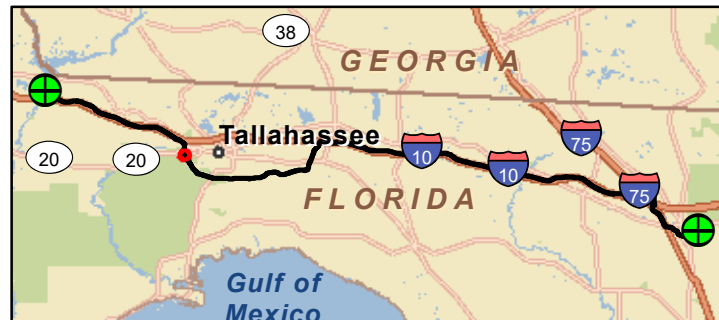 38
GEORGIA
Tallahassee
20
20
10
10
75
75
FLORIDA
Gulf of
Mexico